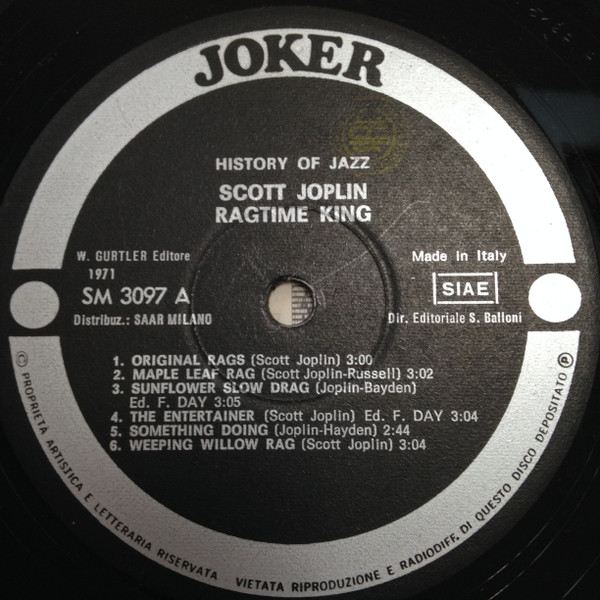 JOKER
HISTORY OF JAZZ
SCOTT JOPLIN
RAGTIME KING
W. GURTLER Editore
1971
SM 3097 A
Distribuz.: SAAR MILANO
Made in Italy
SIAE
Dir. Editoriale S. Balloni
1. ORIGINAL RAGS (Scott Joplin) 3:00
2. MAPLE LEAF RAG (Scott Joplin-Russell) 3:02
3. SUNFLOWER SLOW DRAG (Joplin-Bayden)
Ed. F. DAY 3:05
4. THE ENTERTAINER (Scott Joplin) Ed. F. DAY 3:04
5. SOMETHING DOING (Joplin-Hayden) 2:44
6. WEEPING WILLOW RAG (Scott Joplin) 3:04
© PROPRIETA ARTISJICA E LETTERARIA RISERVATA VIETATA RIPRODUZIONE E RADIODIFF. DI QUESTO DISCO DEPOSITATO ℗